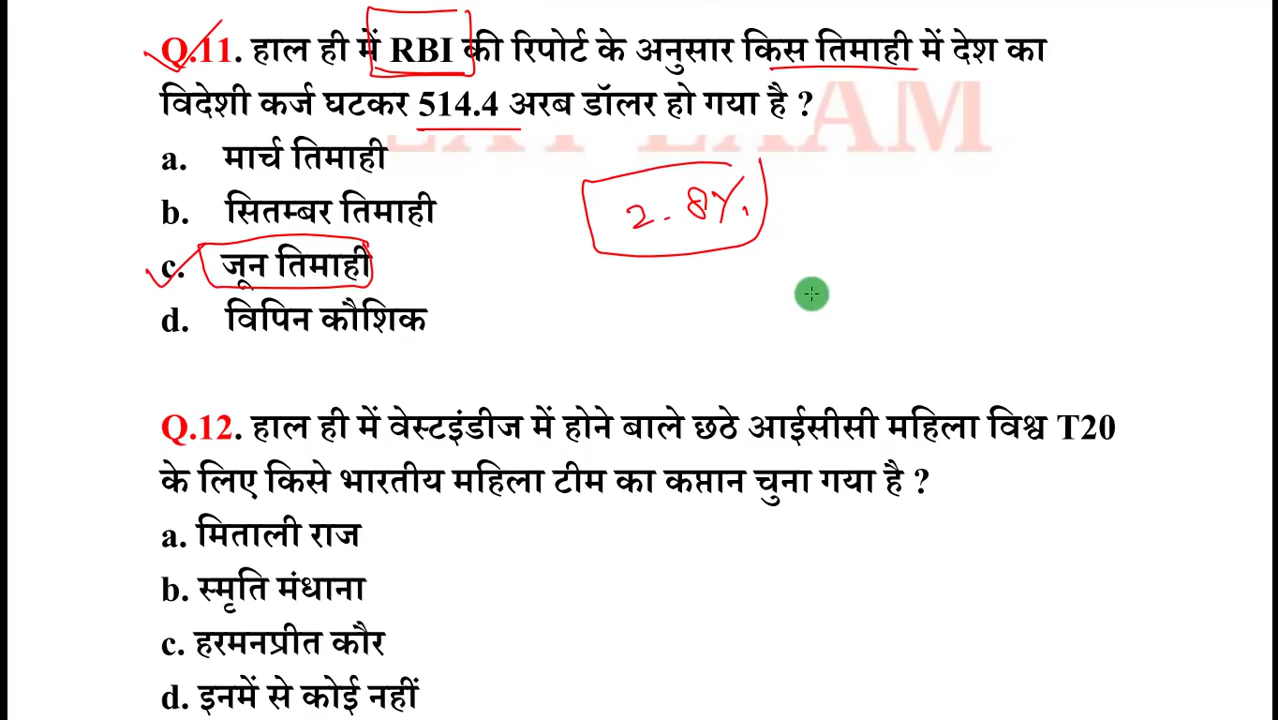 Q.11. हाल ही में RBI की रिपोर्ट के अनुसार किस तिमाही में देश का
विदेशी कर्ज घटकर 514.4 अरब डॉलर हो गया है ?
a. मार्च तिमाही
b. सितम्बर तिमाही
2.8%
c. जून तिमाही
d. विपिन कौशिक
Q.12. हाल ही में वेस्टइंडीज में होने बाले छठे आईसीसी महिला विश्व T20
के लिए किसे भारतीय महिला टीम का कप्तान चुना गया है ?
a. मिताली राज
b. स्मृति मंधाना
c. हरमनप्रीत कौर
d. इनमें से कोई नहीं